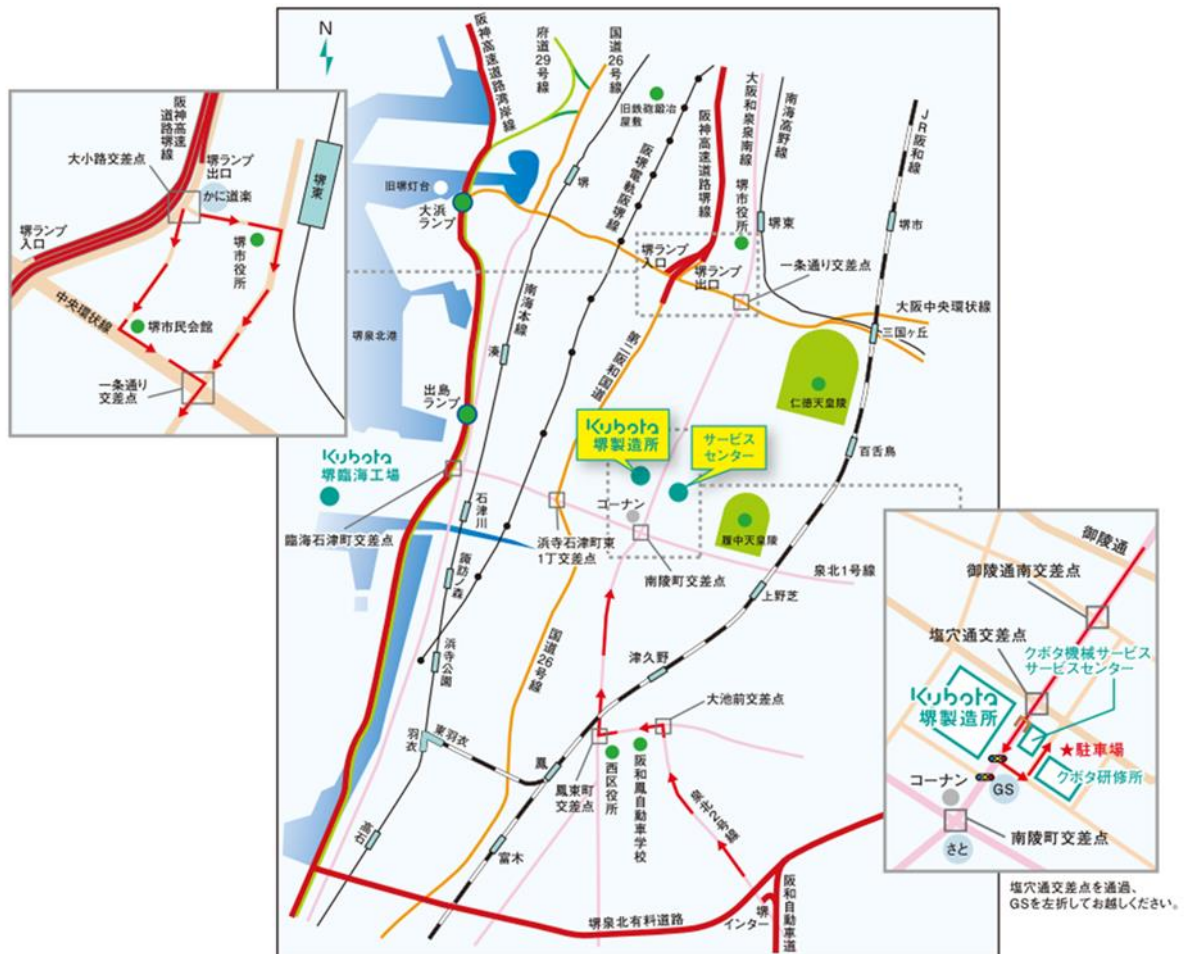 N
阪神高速道路湾岸線
府道29号線
国道26号線
旧鉄砲鍛冶
屋敷
阪神高速道路堺線
大阪和泉泉南線
南海高野線
JR阪和線
阪堺電軌阪堺線
堺市役所
堺
旧堺灯台
大浜
ランプ
堺東
堺市
堺ランプ
入口
堺ランプ
出口
一条通り交差点
大阪中央環状線
三国ヶ丘
南海本線
堺泉北港
湊
第二阪和国道
仁徳天皇陵
出島
ランプ
Kubota
堺製造所
サービス
センター
百舌鳥
Kubota
堺臨海工場
石津川
コーナン
履中天皇陵
臨海石津町交差点
浜寺石津町東
1丁交差点
南陵町交差点
泉北1号線
諏訪ノ森
上野芝
浜寺公園
国道26号線
津久野
大池前交差点
羽衣
東羽衣
鳳
鳳東町
交差点
西区役所
阪和鳳自動車学校
泉北2号線
高石
富木
堺泉北有料道路
堺
インター
阪和自動車道
阪神高速
道路堺線
大小路交差点
堺ランプ
出口
かに道楽
堺東
堺ランプ
入口
堺市役所
中央環状線
堺市民会館
一条通り
交差点
御陵通
御陵通南交差点
塩穴通交差点
クボタ機械サービス
サービスセンター
Kubota
堺製造所
★駐車場
クボタ研修所
コーナン
GS
南陵町交差点
さと
塩穴通交差点を通過、
GSを左折してお越しください。